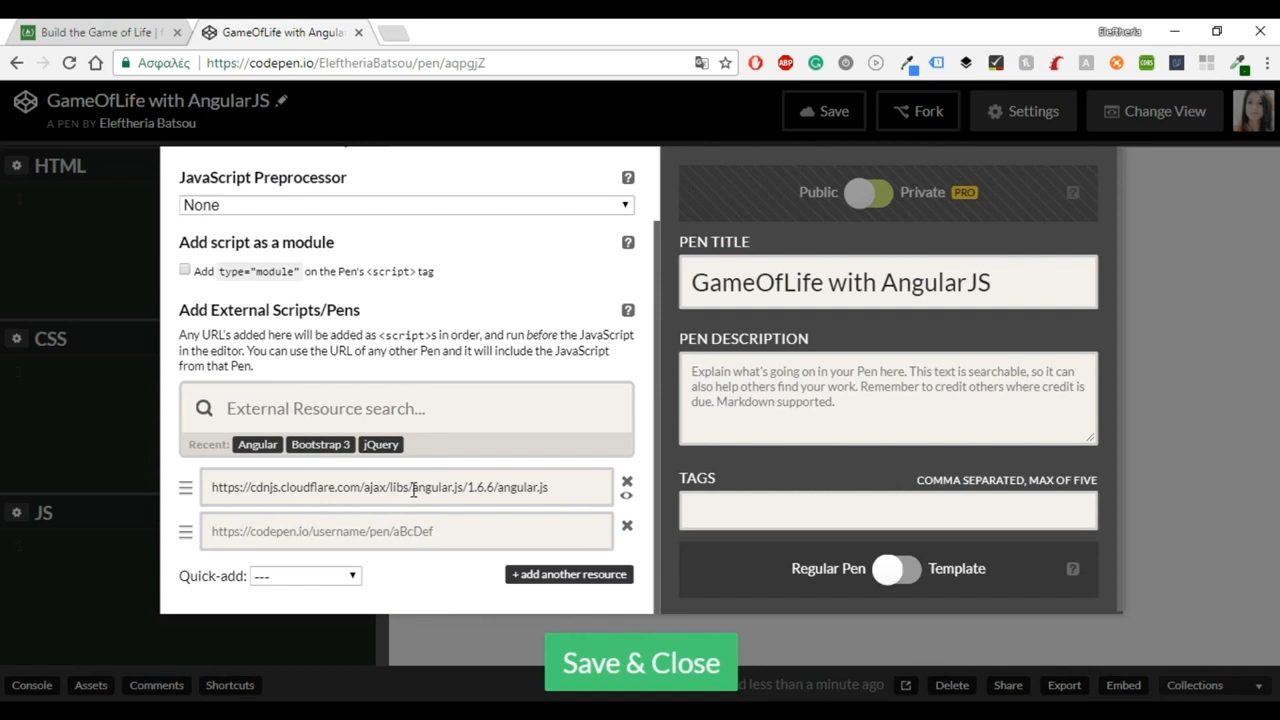 Build the Game of Life |
GameOfLife with Angula
Eleftheria
Ασφαλές
https://codepen.io/EleftheriaBatsou/pen/aqpgjZ
ABP
GameOfLife with AngularJS
A PEN BY Eleftheria Batsou
Save
Fork
Settings
Change View
HTML
CSS
JS
JavaScript Preprocessor
?
None
Add script as a module
?
Add type="module" on the Pen's <script> tag
Add External Scripts/Pens
?
Any URL's added here will be added as <script>s in order, and run before the JavaScript
in the editor. You can use the URL of any other Pen and it will include the JavaScript
from that Pen.
External Resource search...
Recent: Angular Bootstrap 3 jQuery
https://cdnjs.cloudflare.com/ajax/libs/angular.js/1.6.6/angular.js
https://codepen.io/username/pen/aBcDef
Quick-add: ---
+ add another resource
Public
Private PRO
?
PEN TITLE
GameOfLife with AngularJS
PEN DESCRIPTION
Explain what's going on in your Pen here. This text is searchable, so it can
also help others find your work. Remember to credit others where credit is
due. Markdown supported.
TAGS
COMMA SEPARATED, MAX OF FIVE
Regular Pen
Template
?
Save & Close
Console
Assets
Comments
Shortcuts
d less than a minute ago
Delete
Share
Export
Embed
Collections